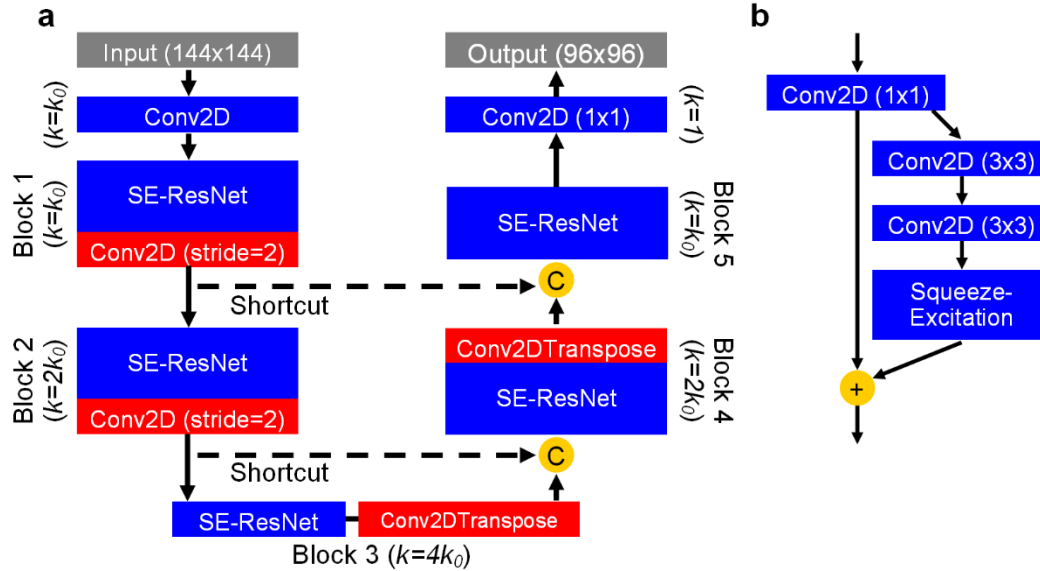 a
Input (144x144)
(k=k0)
Conv2D
Block 1
(k=k0)
SE-ResNet
Conv2D (stride=2)
Shortcut
Block 2
(k=2k0)
SE-ResNet
Conv2D (stride=2)
Shortcut
SE-ResNet
Conv2DTranspose
Block 3 (k=4k0)
C
Block 4
(k=2k0)
SE-ResNet
Conv2DTranspose
C
Block 5
(k=k0)
SE-ResNet
(k=1)
Conv2D (1x1)
Output (96x96)
b
Conv2D (1x1)
Conv2D (3x3)
Conv2D (3x3)
Squeeze-
Excitation
+